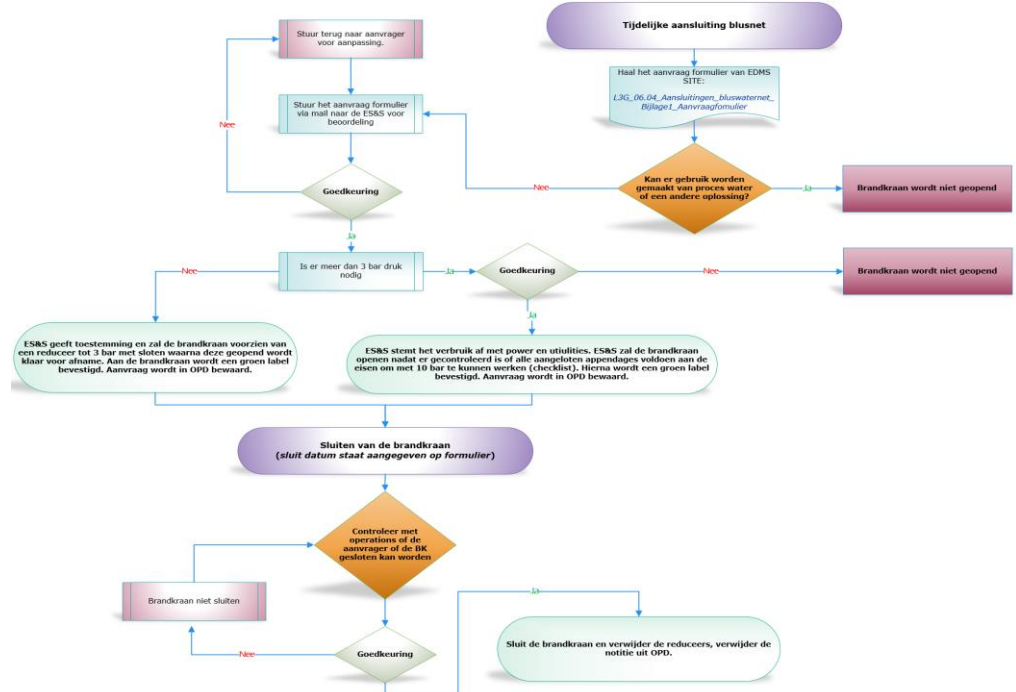 Tijdelijke aansluiting blusnet
Haal het aanvraag formulier van EDMS
SITE:
L3G_06.04_Aansluitingen_bluswaternet_
Bijlage1_Aanvraagfomulier
Kan er gebruik worden
gemaakt van proces water
of een andere oplossing?
Ja
Brandkraan wordt niet geopend
Nee
Stuur terug naar aanvrager
voor aanpassing.
Stuur het aanvraag formulier
via mail naar de ES&S voor
beoordeling
Nee
Goedkeuring
Ja
Is er meer dan 3 bar druk
nodig
Nee
Ja
Goedkeuring
Nee
Brandkraan wordt niet geopend
Ja
ES&S geeft toestemming en zal de brandkraan voorzien van
een reduceer tot 3 bar met sloten waarna deze geopend wordt
klaar voor afname. Aan de brandkraan wordt een groen label
bevestigd. Aanvraag wordt in OPD bewaard.
ES&S stemt het verbruik af met power en utiulities. ES&S zal de brandkraan
openen nadat er gecontroleerd is of alle aangeloten appendages voldoen aan de
eisen om met 10 bar te kunnen werken (checklist). Hierna wordt een groen label
bevestigd. Aanvraag wordt in OPD bewaard.
Sluiten van de brandkraan
(sluit datum staat aangegeven op formulier)
Controleer met
operations of de
aanvrager of de BK
gesloten kan worden
Brandkraan niet sluiten
Nee
Goedkeuring
Ja
Sluit de brandkraan en verwijder de reduceers, verwijder de
notitie uit OPD.